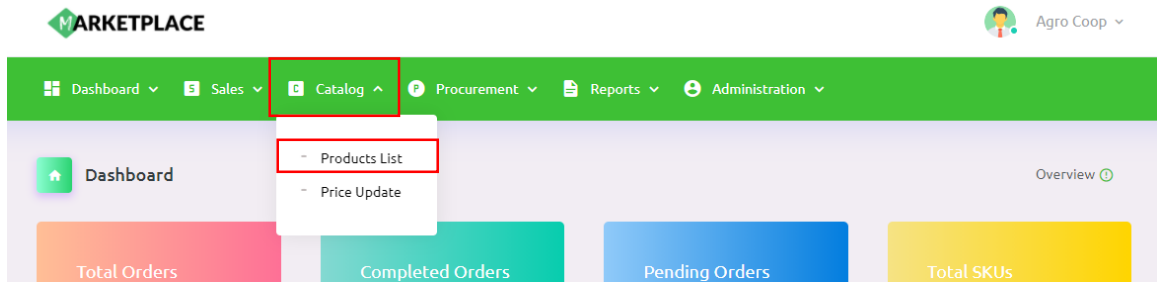 MARKETPLACE
Agro Coop
Dashboard S Sales C Catalog P Procurement Reports Administration
- Products List
- Price Update
Dashboard
Overview
Total Orders Completed Orders Pending Orders Total SKUs